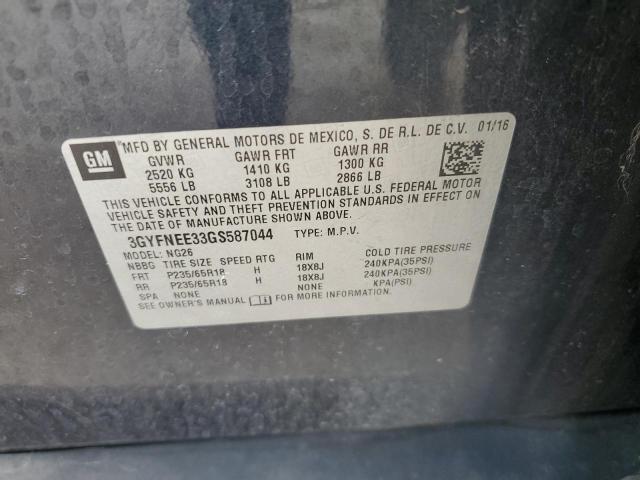 GM
MFD BY GENERAL MOTORS DE MEXICO, S. DE R.L. DE C.V. 01/16
GVWR GAWR FRT GAWR RR
2520 KG 1410 KG 1300 KG
5556 LB 3108 LB 2866 LB
THIS VEHICLE CONFORMS TO ALL APPLICABLE U.S. FEDERAL MOTOR
VEHICLE SAFETY AND THEFT PREVENTION STANDARDS IN EFFECT ON
THE DATE OF MANUFACTURE SHOWN ABOVE.
3GYFNEE33GS587044 TYPE: M.P.V.
MODEL: NG26
NBBG TIRE SIZE SPEED RTG RIM COLD TIRE PRESSURE
FRT P235/65R18 H 18X8J 240KPA(35PSI)
RR P235/65R18 H 18X8J 240KPA(35PSI)
SPA NONE NONE KPA(PSI)
SEE OWNER'S MANUAL FOR MORE INFORMATION.